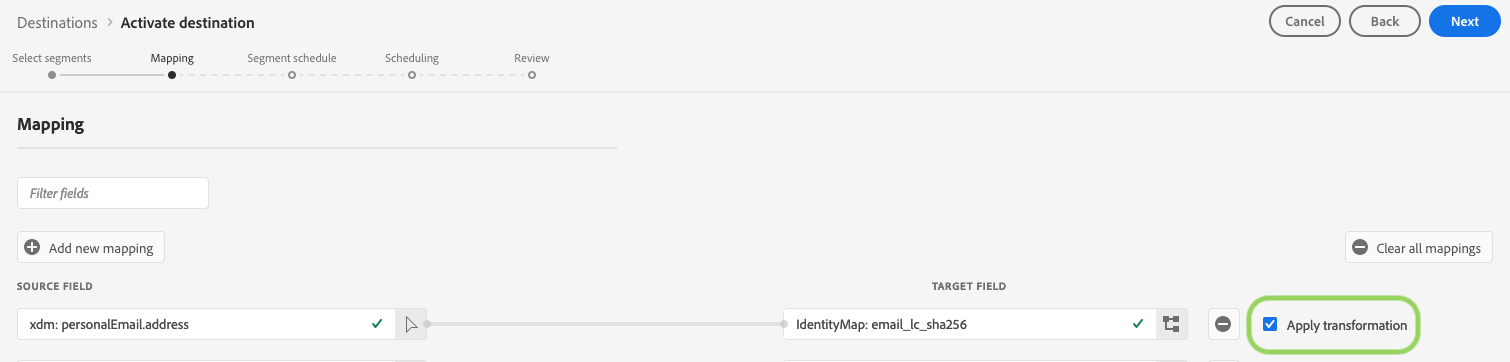 Destinations > Activate destination
Cancel
Back
Next
Select segments
Mapping
Segment schedule
Scheduling
Review
Mapping
Filter fields
Add new mapping
Clear all mappings
SOURCE FIELD
TARGET FIELD
xdm: personalEmail.address
IdentityMap: email_lc_sha256
Apply transformation